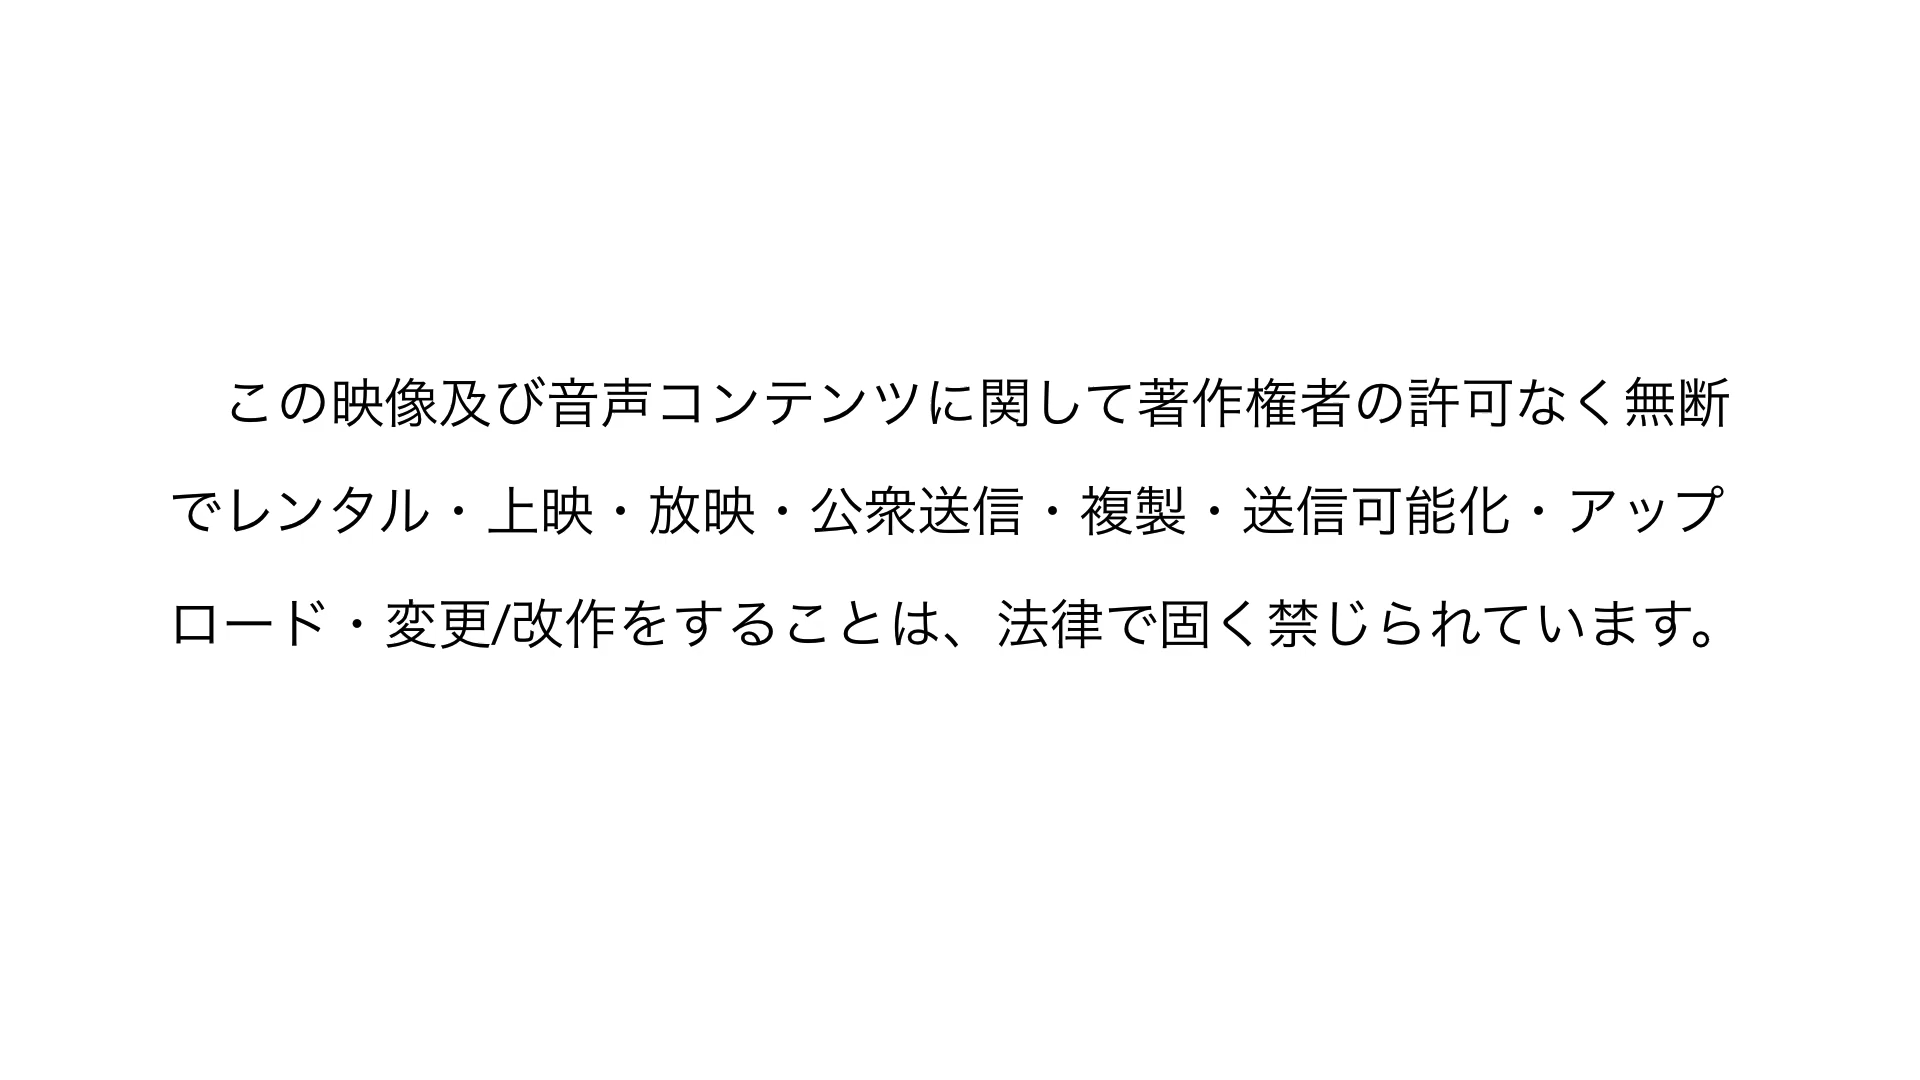 この映像及び音声コンテンツに関して著作権者の許可なく無断
でレンタル・上映・放映・公衆送信・複製・送信可能化・アップ
ロード・変更/改作をすることは、法律で固く禁じられています。